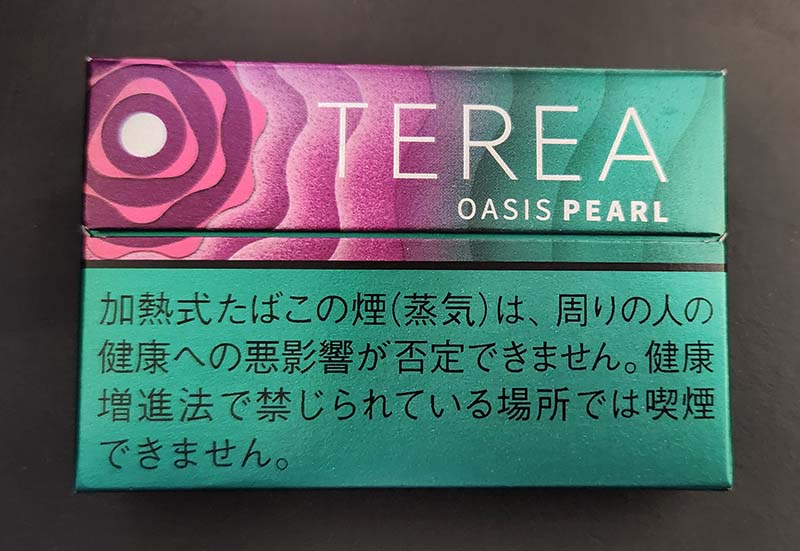 TEREA
OASIS PEARL
加熱式たばこの煙(蒸気)は、周りの人の
健康への悪影響が否定できません。健康
増進法で禁じられている場所では喫煙
できません。